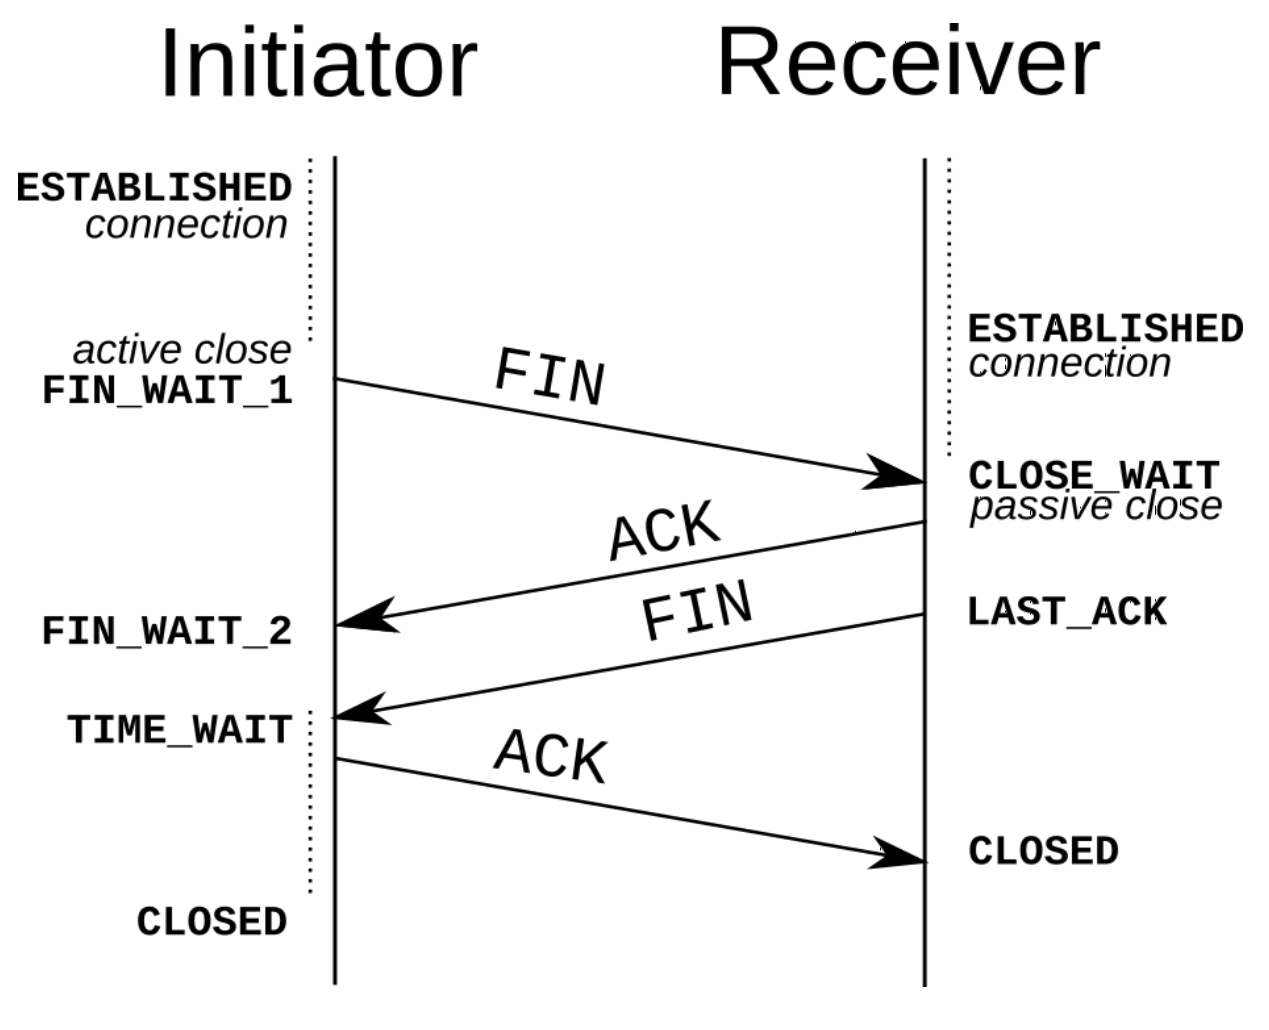 Initiator
Receiver
ESTABLISHED
connection
active close
FIN_WAIT_1
FIN
ESTABLISHED
connection
CLOSE_WAIT
passive close
ACK
FIN_WAIT_2
FIN
LAST_ACK
TIME_WAIT
ACK
CLOSED
CLOSED